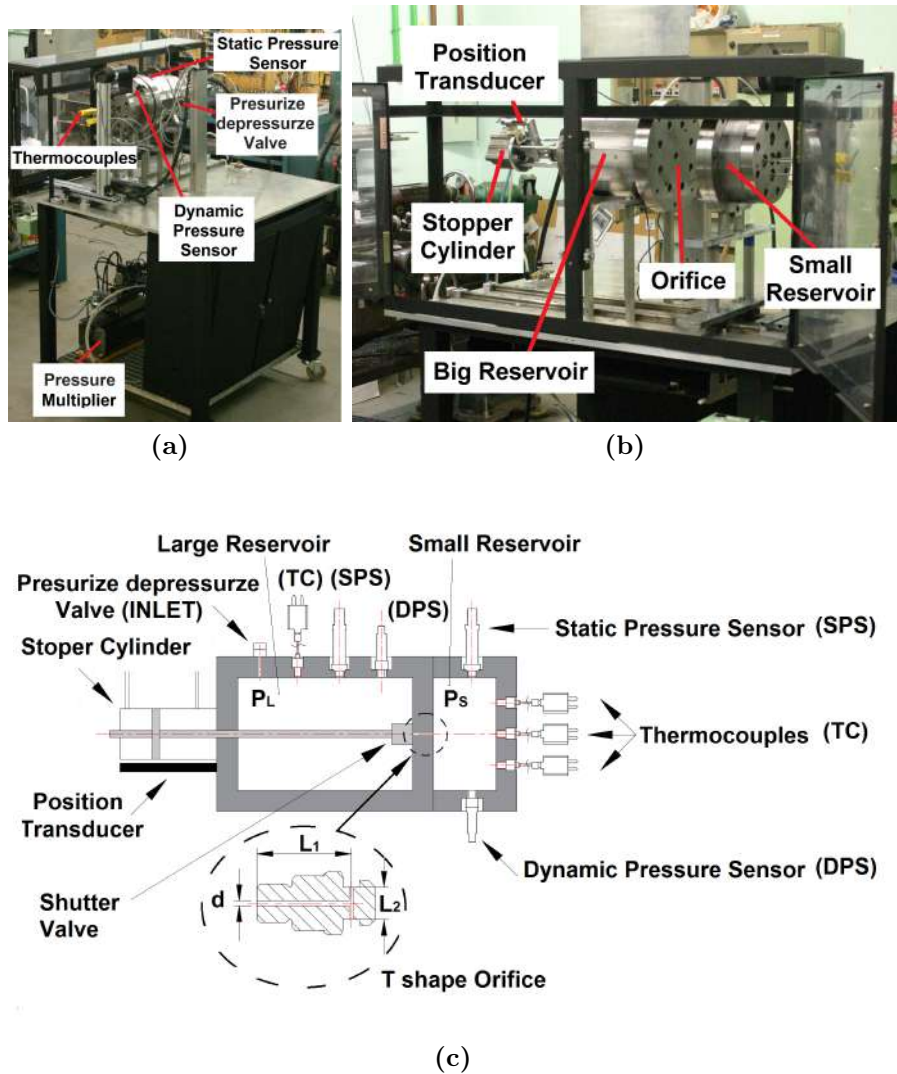 Static Pressure
Sensor
Presurize
depressurze
Valve
Thermocouples
Dynamic
Pressure
Sensor
Pressure
Multiplier
(a)
Position
Transducer
Stopper
Cylinder
Orifice
Small
Reservoir
Big Reservoir
(b)
Large Reservoir
Small Reservoir
(TC) (SPS)
Presurize depressurze
Valve (INLET)
(DPS)
Stoper Cylinder
Static Pressure Sensor (SPS)
PL
PS
Thermocouples (TC)
Position
Transducer
L1
d
L2
Dynamic Pressure Sensor (DPS)
Shutter
Valve
T shape Orifice
(c)